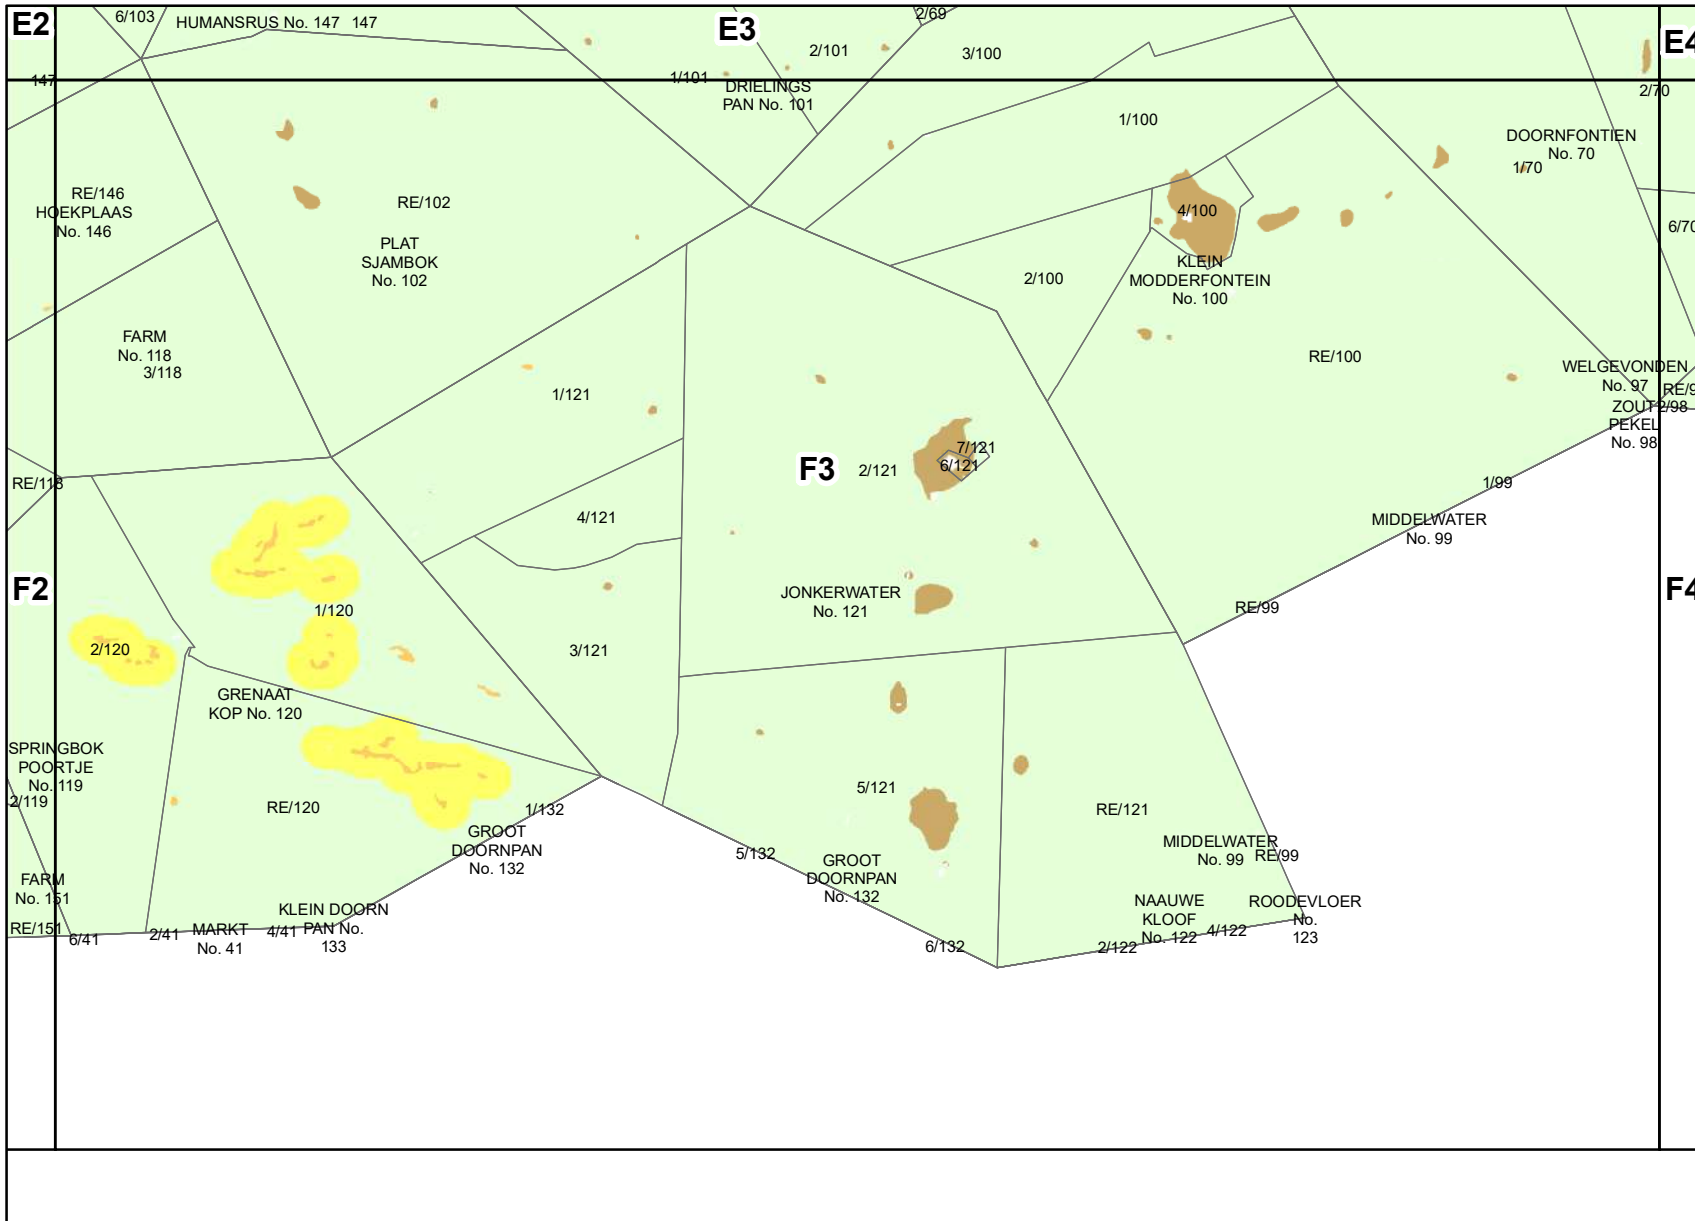 E2
6/103
HUMANSRUS No. 147 147
E3
2/69
2/101
3/100
E4
147
1/101
DRIELINGS
PAN No. 101
2/70
1/100
DOORNFONTIEN
No. 70
1/70
RE/146
HOEKPLAAS
No. 146
RE/102
PLAT
SJAMBOK
No. 102
4/100
6/70
KLEIN
MODDERFONTEIN
No. 100
2/100
FARM
No. 118
3/118
RE/100
WELGEVONDEN
No. 97
ZOUT
PEKEL
No. 98
2/98
1/121
7/121
6/121
2/121
F3
RE/118
1/99
MIDDELWATER
No. 99
4/121
F2
F4
JONKERWATER
No. 121
RE/99
1/120
2/120
3/121
GRENAAT
KOP No. 120
SPRINGBOK
POORTJE
No. 119
2/119
RE/120
1/132
5/121
RE/121
GROOT
DOORNPAN
No. 132
5/132
GROOT
DOORNPAN
No. 132
MIDDELWATER
No. 99
RE/99
FARM
No. 151
RE/151
6/41
2/41
MARKT
No. 41
4/41
KLEIN DOORN
PAN No.
133
6/132
NAAUWE
KLOOF
No. 122
2/122
4/122
ROODEVLOER
No.
123